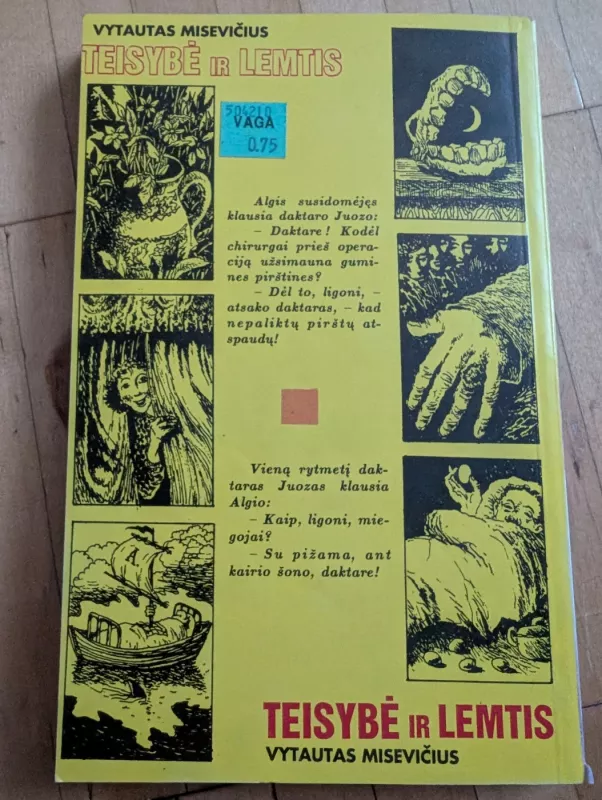 VYTAUTAS MISEVIČIUS
TEISYBĖ IR LEMTIS
504210
VAGA
0.75
Algis susidomėjęs
klausia daktaro Juozo:
– Daktare! Kodėl
chirurgai prieš opera-
ciją užsimauna gumi-
nes pirštines?
– Dėl to, ligoni, –
atsako daktaras, – kad
nepaliktų pirštų at-
spaudų!
Vieną rytmetį dak-
taras Juozas klausia
Algio:
– Kaip, ligoni, mie-
gojai?
– Su pižama, ant
kairio šono, daktare!
A
TEISYBĖ IR LEMTIS
VYTAUTAS MISEVIČIUS